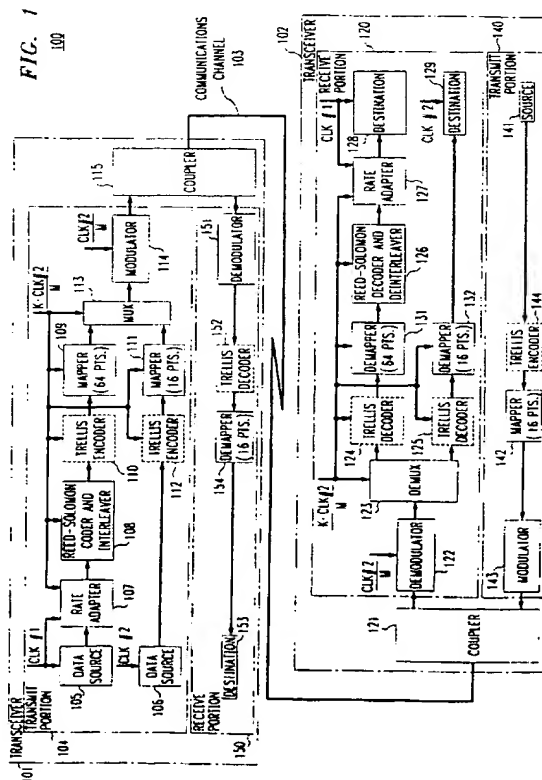 FIG. 1
100
TRANSCEIVER
101
TRANSMIT
PORTION
104
CLK #1
DATA
SOURCE
105
CLK #2
DATA
SOURCE
106
RATE
ADAPTER
107
REED-SOLOMON
CODER AND
INTERLEAVER
108
TRELLIS
ENCODER
110
MAPPER
(64 PTS.)
109
TRELLIS
ENCODER
112
MAPPER
(16 PTS.)
111
K·CLK#2
M
MUX
113
CLK#2
M
MODULATOR
114
COUPLER
115
COMMUNICATIONS
CHANNEL
103
RECEIVE
PORTION
150
DEMODULATOR
151
TRELLIS
DECODER
152
DEMAPPER
(16 PTS.)
154
DESTINATION
153
TRANSCEIVER
102
RECEIVE
PORTION
120
COUPLER
121
CLK#2
M
DEMODULATOR
122
K·CLK#2
M
DEMUX
123
TRELLIS
DECODER
124
DEMAPPER
(64 PTS.)
131
TRELLIS
DECODER
125
DEMAPPER
(16 PTS.)
132
REED-SOLOMON
DECODER AND
DEINTERLEAVER
126
RATE
ADAPTER
127
CLK #1
DESTINATION
128
CLK #2
DESTINATION
129
TRANSMIT
PORTION
140
SOURCE
141
TRELLIS
ENCODER
144
MAPPER
(16 PTS.)
142
MODULATOR
143